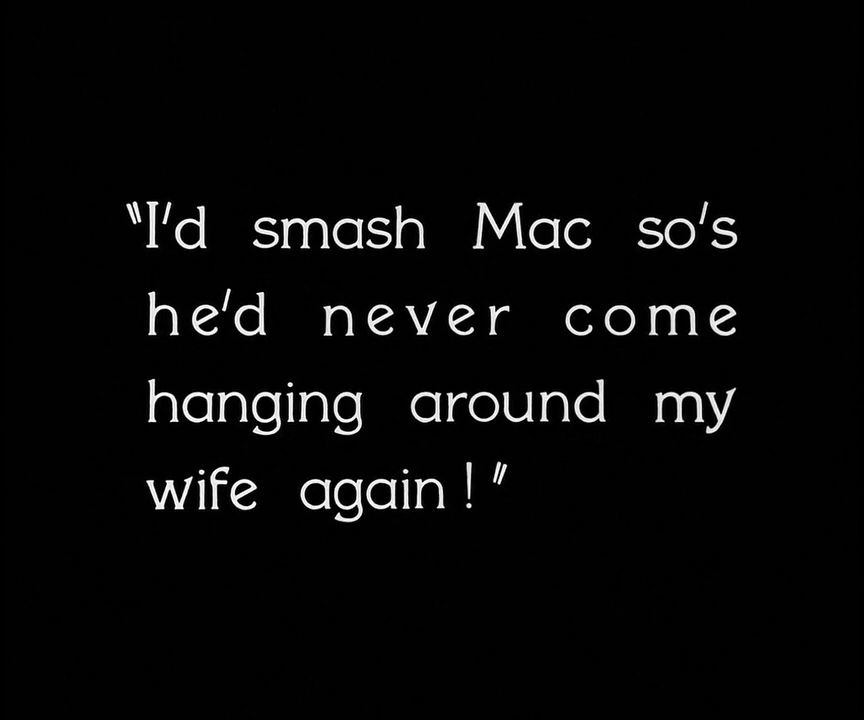 "I'd smash Mac so's
he'd never come
hanging around my
wife again!"